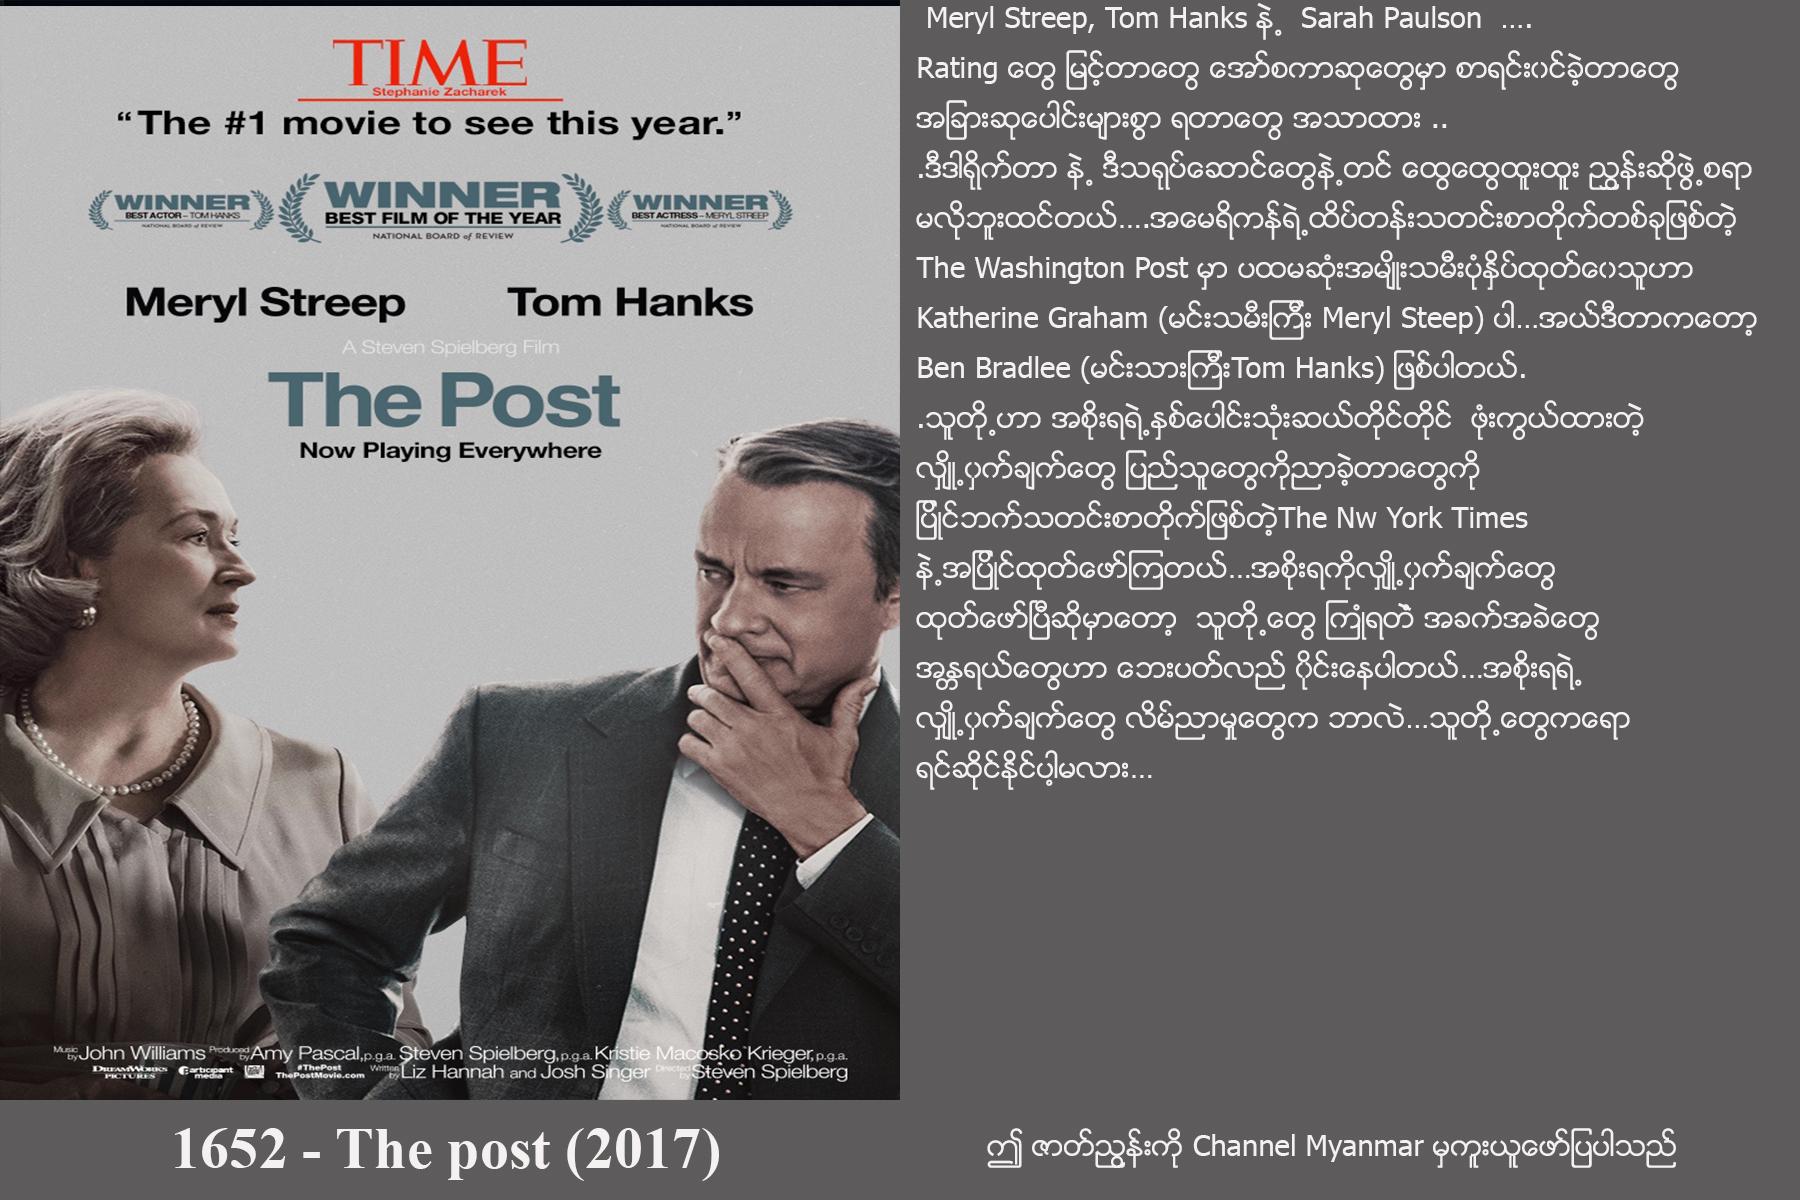 TIME
Stephanie Zacharek
“The #1 movie to see this year.”
WINNER
BEST ACTOR – TOM HANKS
NATIONAL BOARD of REVIEW
WINNER
BEST FILM OF THE YEAR
NATIONAL BOARD of REVIEW
WINNER
BEST ACTRESS – MERYL STREEP
NATIONAL BOARD of REVIEW
Meryl Streep Tom Hanks
A Steven Spielberg Film
The Post
Now Playing Everywhere
Music by John Williams Produced by Amy Pascal, p.g.a. Steven Spielberg, p.g.a. Kristie Macosko Krieger, p.g.a.
DREAMWORKS PICTURES participant media #ThePost ThePostMovie.com Written by Liz Hannah and Josh Singer Directed by Steven Spielberg
1652 - The post (2017)
Meryl Streep, Tom Hanks နဲ့ Sarah Paulson ….
Rating တွေ မြင့်တာတွေ အော်စကာဆုတွေမှာ စာရင်းဝင်ခဲ့တာတွေ
အခြားဆုပေါင်းများစွာ ရတာတွေ အသာထား ..
.ဒီဒါရိုက်တာ နဲ့ ဒီသရုပ်ဆောင်တွေနဲ့တင် ထွေထွေထူးထူး ညွှန်းဆိုဖွဲ့စရာ
မလိုဘူးထင်တယ်….အမေရိကန်ရဲ့ထိပ်တန်းသတင်းစာတိုက်တစ်ခုဖြစ်တဲ့
The Washington Post မှာ ပထမဆုံးအမျိုးသမီးပုံနှိပ်ထုတ်ဝေသူဟာ
Katherine Graham (မင်းသမီးကြီး Meryl Steep) ပါ…အယ်ဒီတာကတော့
Ben Bradlee (မင်းသားကြီးTom Hanks) ဖြစ်ပါတယ်.
.သူတို့ဟာ အစိုးရရဲ့နှစ်ပေါင်းသုံးဆယ်တိုင်တိုင် ဖုံးကွယ်ထားတဲ့
လျှို့ဝှက်ချက်တွေ ပြည်သူတွေကိုညာခဲ့တာတွေကို
ပြိုင်ဘက်သတင်းစာတိုက်ဖြစ်တဲ့The Nw York Times
နဲ့အပြိုင်ထုတ်ဖော်ကြတယ်…အစိုးရကိုလျှို့ဝှက်ချက်တွေ
ထုတ်ဖော်ပြီဆိုမှာတော့ သူတို့တွေ ကြုံရတဲ အခက်အခဲတွေ
အန္တရယ်တွေဟာ ဘေးပတ်လည် ဝိုင်းနေပါတယ်…အစိုးရရဲ့
လျှို့ဝှက်ချက်တွေ လိမ်ညာမှုတွေက ဘာလဲ…သူတို့တွေကရော
ရင်ဆိုင်နိုင်ပါ့မလား…
ဤ ဇာတ်ညွန်းကို Channel Myanmar မှကူးယူဖော်ပြပါသည်